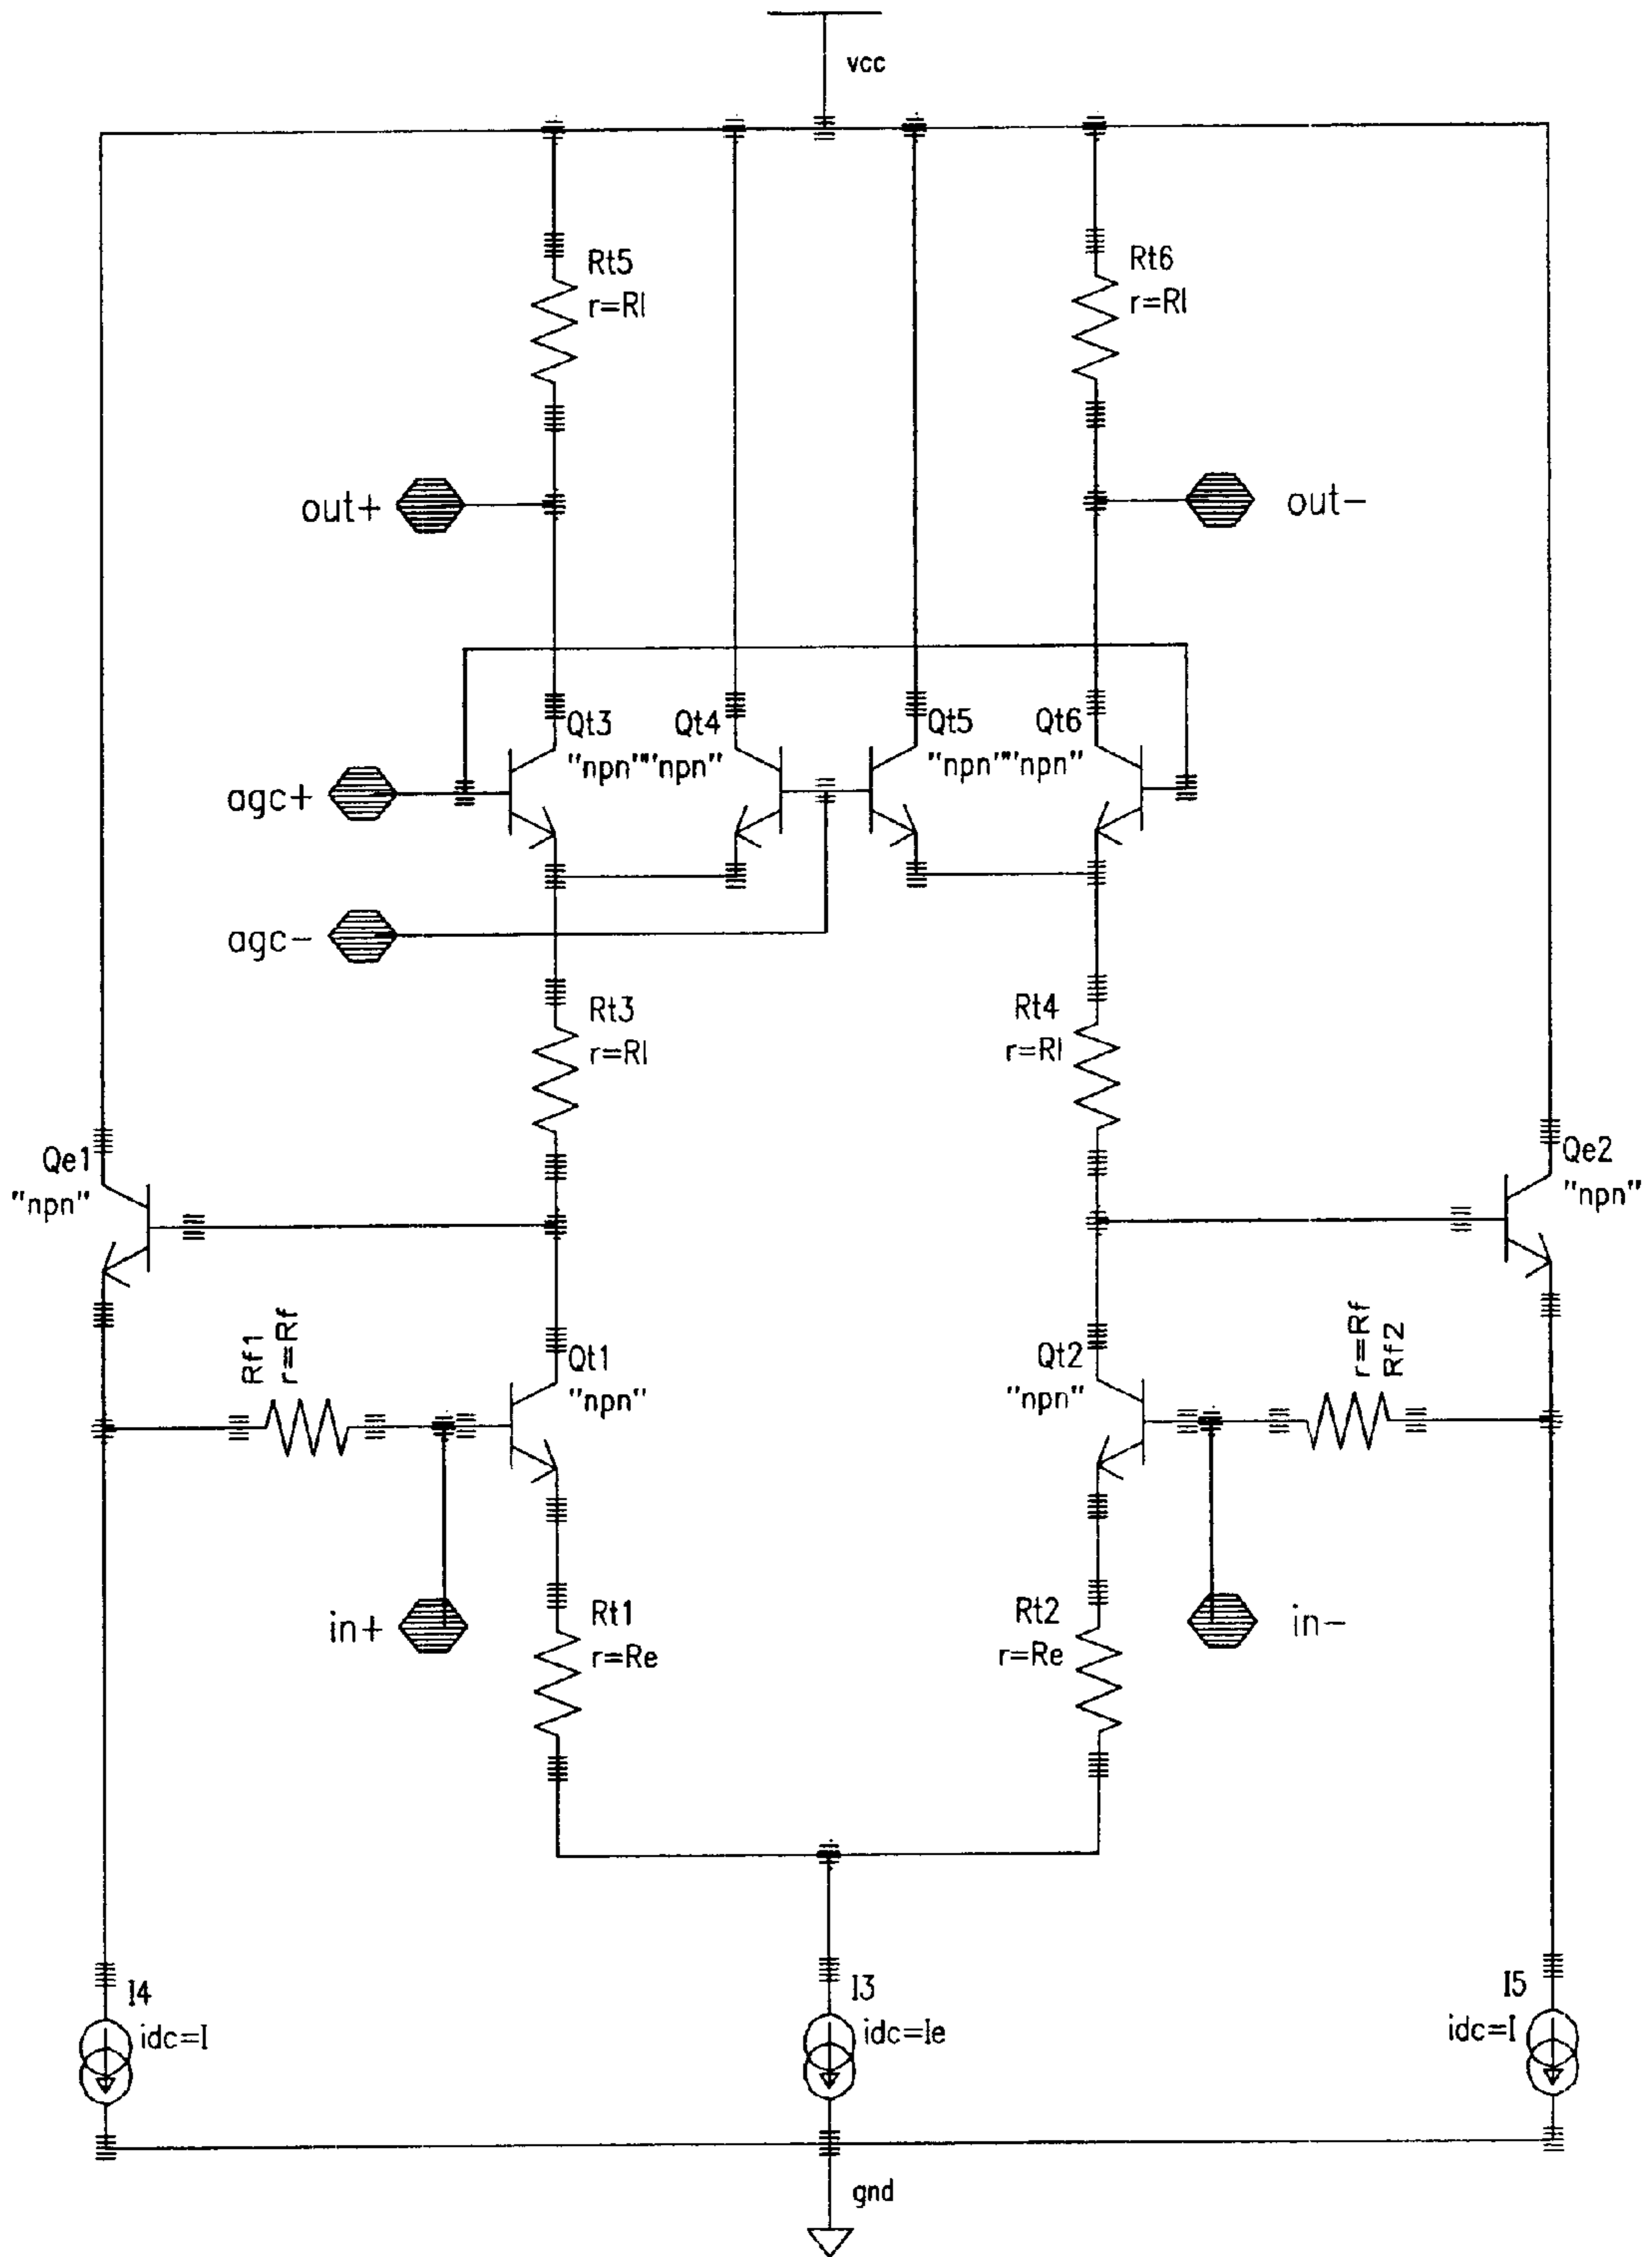 vcc
Rt5
r=Rl
Rt6
r=Rl
out+
out-
Qt3
"npn"
Qt4
"npn"
Qt5
"npn"
Qt6
"npn"
agc+
agc-
Rt3
r=Rl
Rt4
r=Rl
Qe1
"npn"
Qe2
"npn"
Rf1
r=Rf
Qt1
"npn"
Qt2
"npn"
r=Rf
Rf2
in+
Rt1
r=Re
Rt2
r=Re
in-
I4
idc=I
I3
idc=Ie
I5
idc=I
gnd